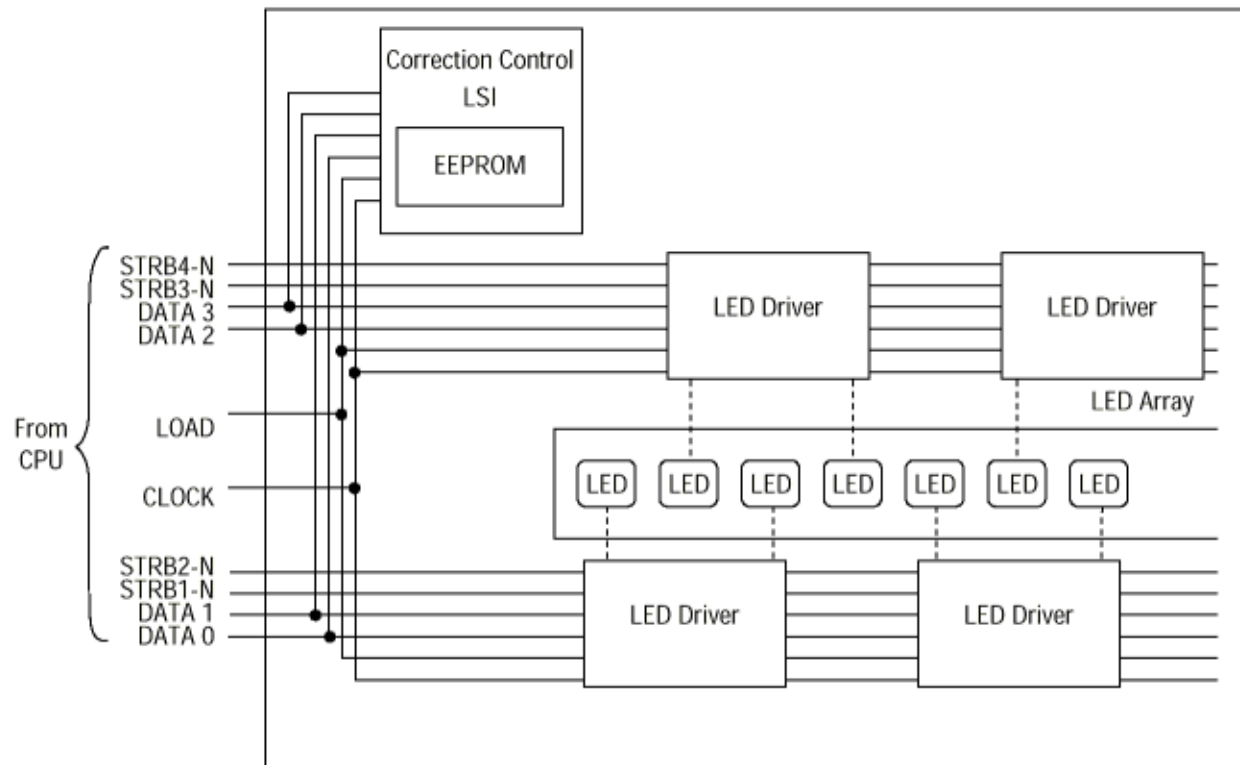 Correction Control
LSI
EEPROM
STRB4-N
STRB3-N
DATA 3
DATA 2
LED Driver
LED Driver
LED Array
From
CPU
LOAD
CLOCK
LED
LED
LED
LED
LED
LED
LED
STRB2-N
STRB1-N
DATA 1
DATA 0
LED Driver
LED Driver